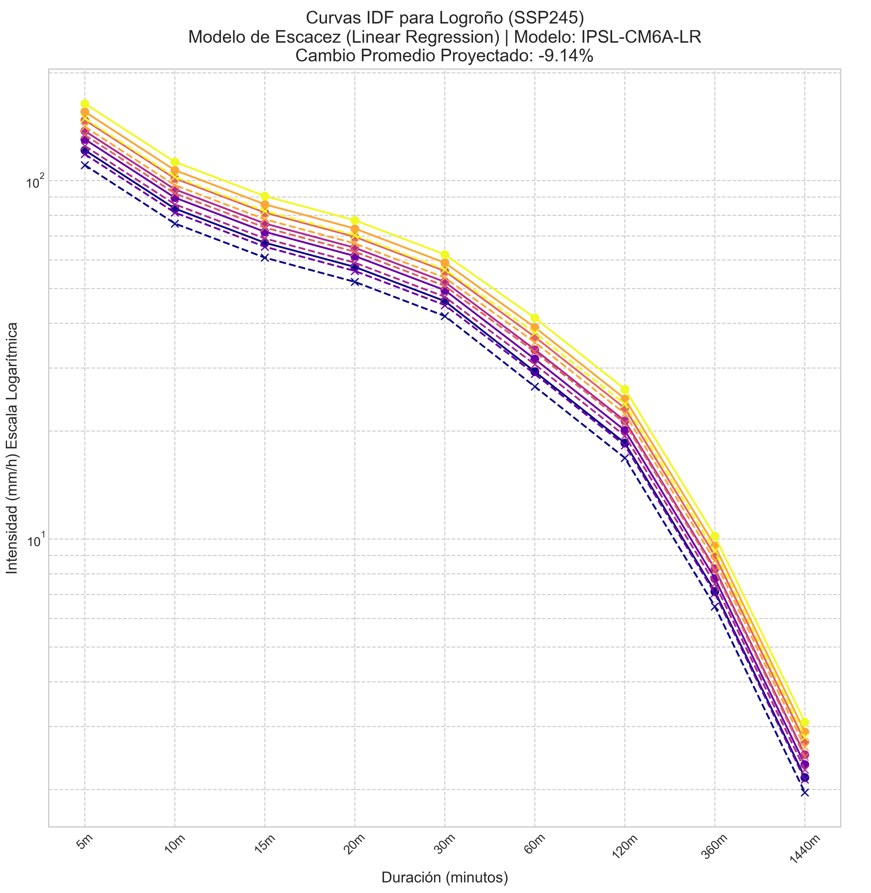 Curvas IDF para Logroño (SSP245)
Modelo de Escacez (Linear Regression) | Modelo: IPSL-CM6A-LR
Cambio Promedio Proyectado: -9.14%
Intensidad (mm/h) Escala Logarítmica
10²
10¹
5m
10m
15m
20m
30m
60m
120m
360m
1440m
Duración (minutos)